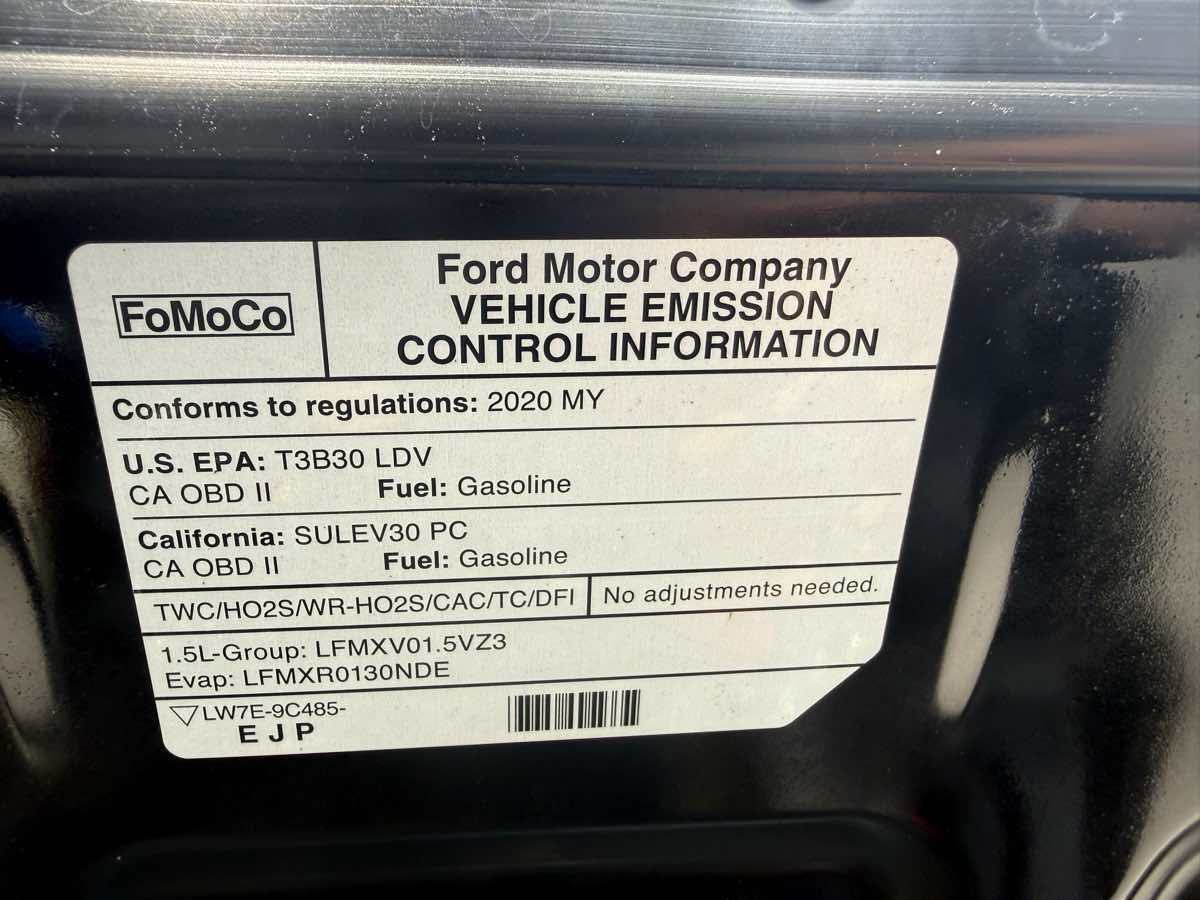 FoMoCo
Ford Motor Company
VEHICLE EMISSION
CONTROL INFORMATION
Conforms to regulations: 2020 MY
U.S. EPA: T3B30 LDV
CA OBD II Fuel: Gasoline
California: SULEV30 PC
CA OBD II Fuel: Gasoline
TWC/HO2S/WR-HO2S/CAC/TC/DFI No adjustments needed.
1.5L-Group: LFMXV01.5VZ3
Evap: LFMXR0130NDE
LW7E-9C485-
E J P